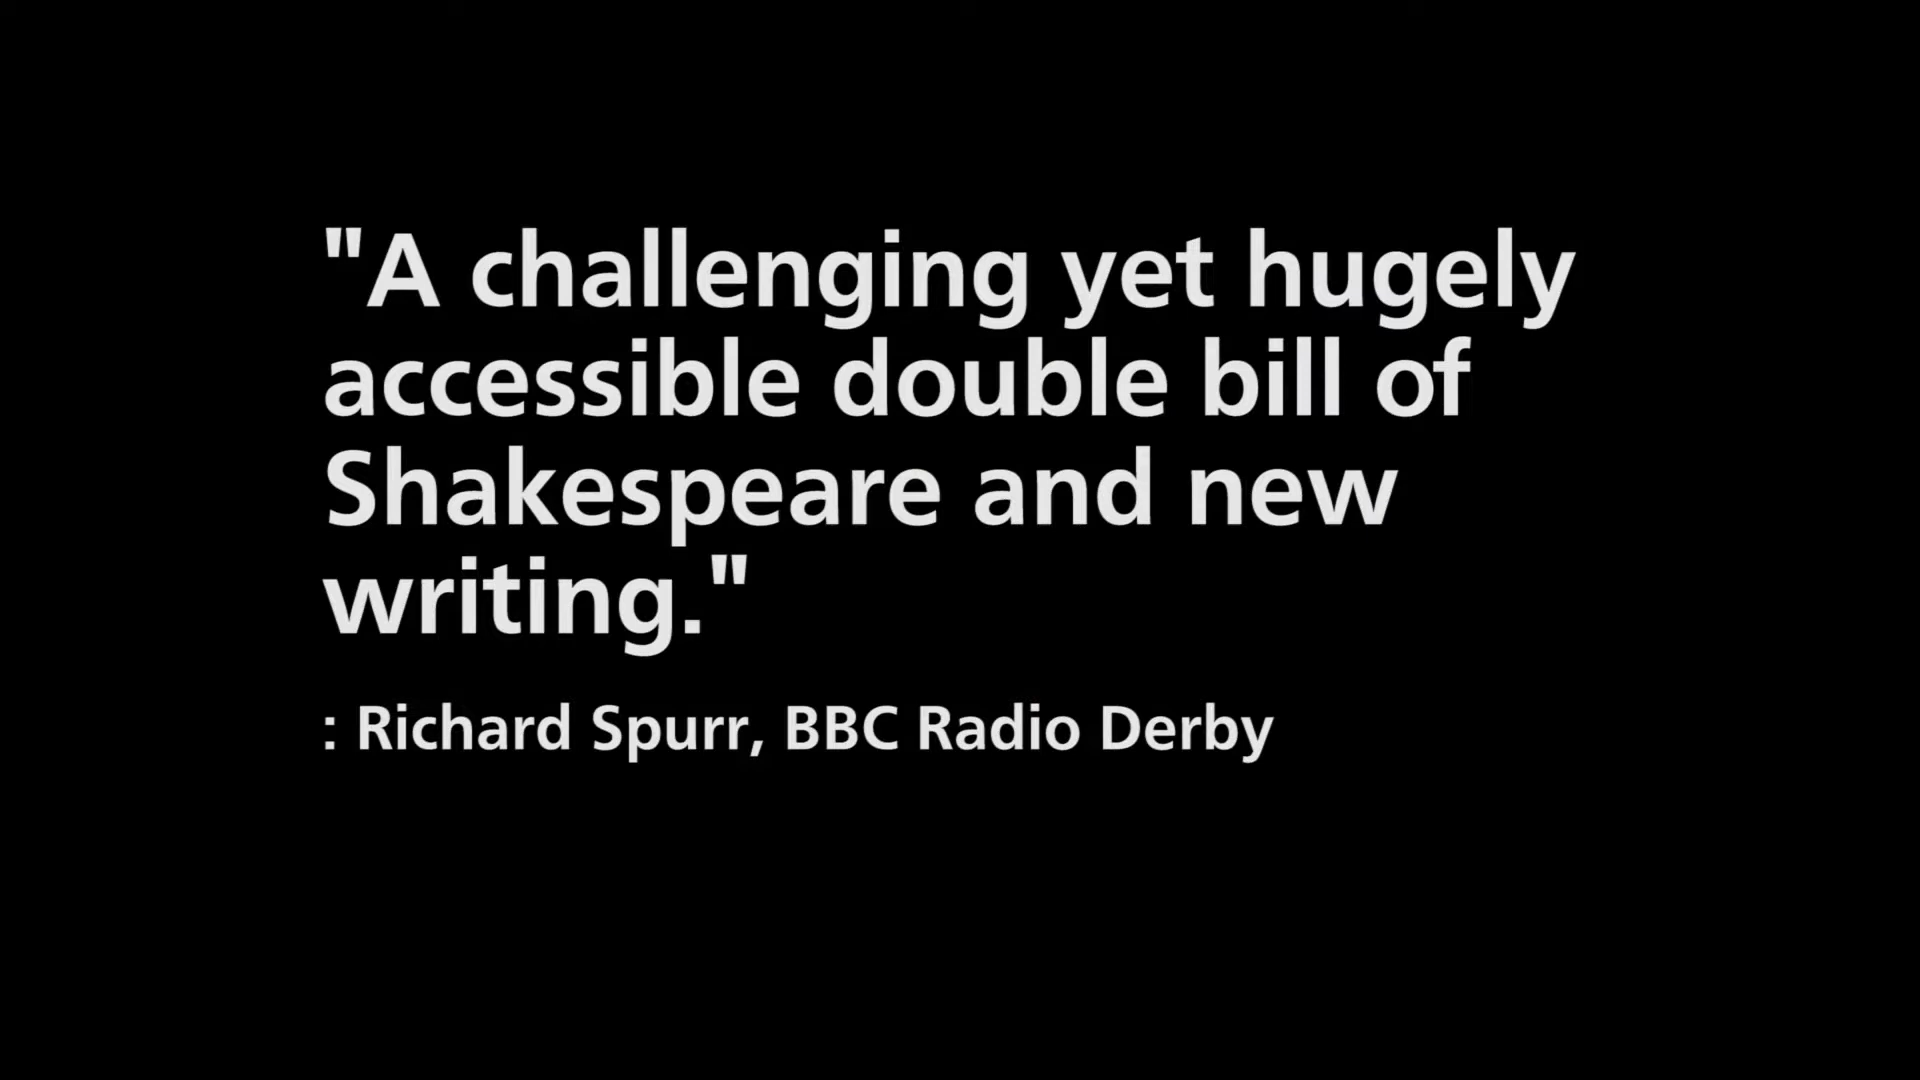 "A challenging yet hugely
accessible double bill of
Shakespeare and new
writing."
: Richard Spurr, BBC Radio Derby